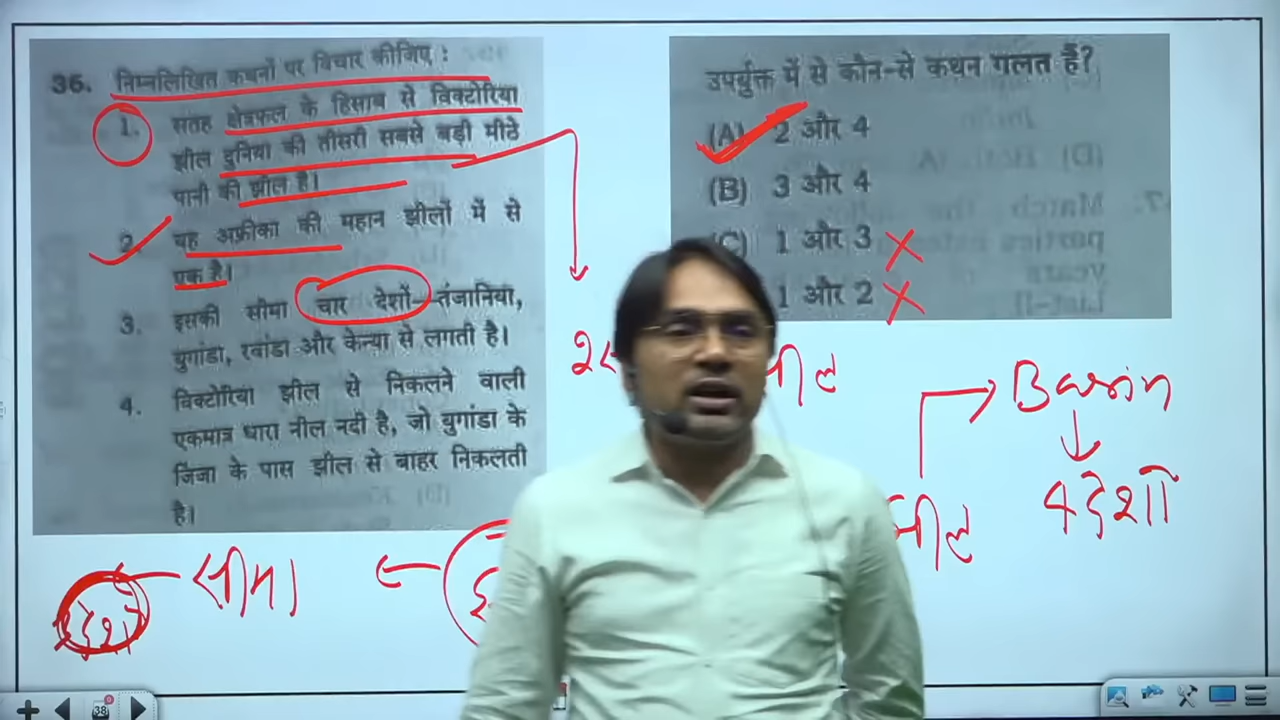 36. निम्नलिखित कथनों पर विचार कीजिए :
1. सतह क्षेत्रफल के हिसाब से विक्टोरिया
झील दुनिया की तीसरी सबसे बड़ी मीठे
पानी की झील है।
2. यह अफ्रीका की महान झीलों में से
एक है।
3. इसकी सीमा चार देशों–तंजानिया,
युगांडा, रवांडा और केन्या से लगती है।
4. विक्टोरिया झील से निकलने वाली
एकमात्र धारा नील नदी है, जो युगांडा के
जिंजा के पास झील से बाहर निकलती
है।
उपर्युक्त में से कौन-से कथन गलत हैं?
(A) 2 और 4
(B) 3 और 4
(C) 1 और 3
1 और 2
4 देशों
सीमा
38